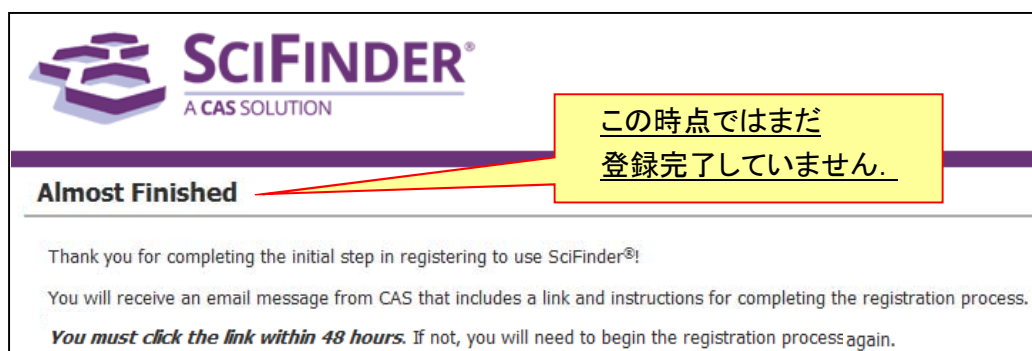 SCIFINDER®
A CAS SOLUTION
この時点ではまだ
登録完了していません.
Almost Finished
Thank you for completing the initial step in registering to use SciFinder®!
You will receive an email message from CAS that includes a link and instructions for completing the registration process.
You must click the link within 48 hours. If not, you will need to begin the registration process again.